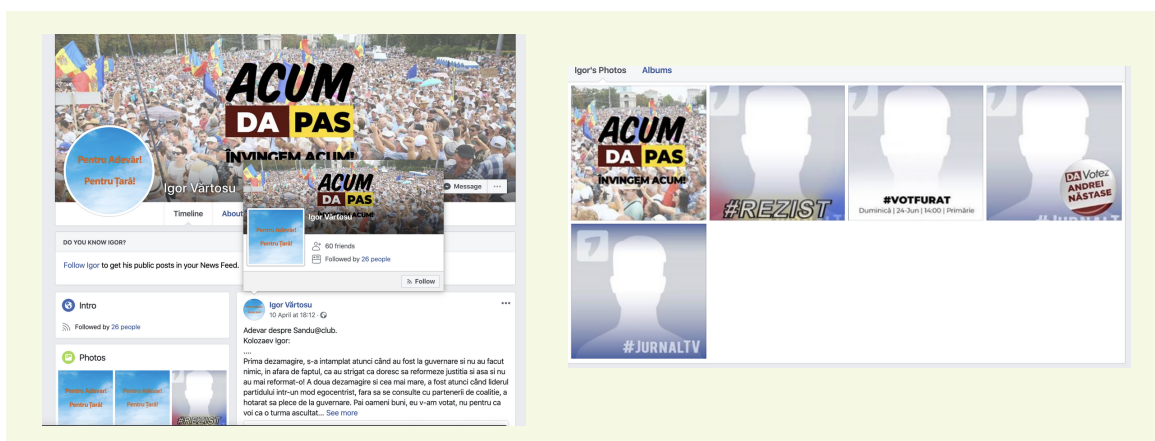 ACUM
DA PAS
ÎNVINGEM ACUM!
Pentru Adevăr!
Pentru Țară!
Igor Vârtosu
Message
Timeline
About
ACUM
DA PAS
Igor Vârtosu
Pentru Adevăr!
Pentru Țară!
60 friends
Followed by 26 people
Follow
DO YOU KNOW IGOR?
Follow Igor to get his public posts in your News Feed.
Intro
Followed by 26 people
Photos
Pentru Adevăr!
Pentru Țară!
Pentru Adevăr!
Pentru Țară!
#REZIST
Igor Vârtosu
10 April at 18:12
Adevar despre Sandu@club.
Kolozaev Igor:
....
Prima dezamagire, s-a intamplat atunci când au fost la guvernare si nu au facut
nimic, in afara de faptul, ca au strigat ca doresc sa reformeze justitia si asa si nu
au mai reformat-o! A doua dezamagire si cea mai mare, a fost atunci când liderul
partidului intr-un mod egocentrist, fara sa se consulte cu partenerii de coalitie, a
hotarat sa plece de la guvernare. Pai oameni buni, eu v-am votat, nu pentru ca
voi ca o turma ascultat... See more
Igor's Photos Albums
ACUM
DA PAS
ÎNVINGEM ACUM!
#REZIST
#VOTFURAT
Duminică | 24-Jun | 14:00 | Primărie
DA Votez
ANDREI
NĂSTASE
#JURNALTV